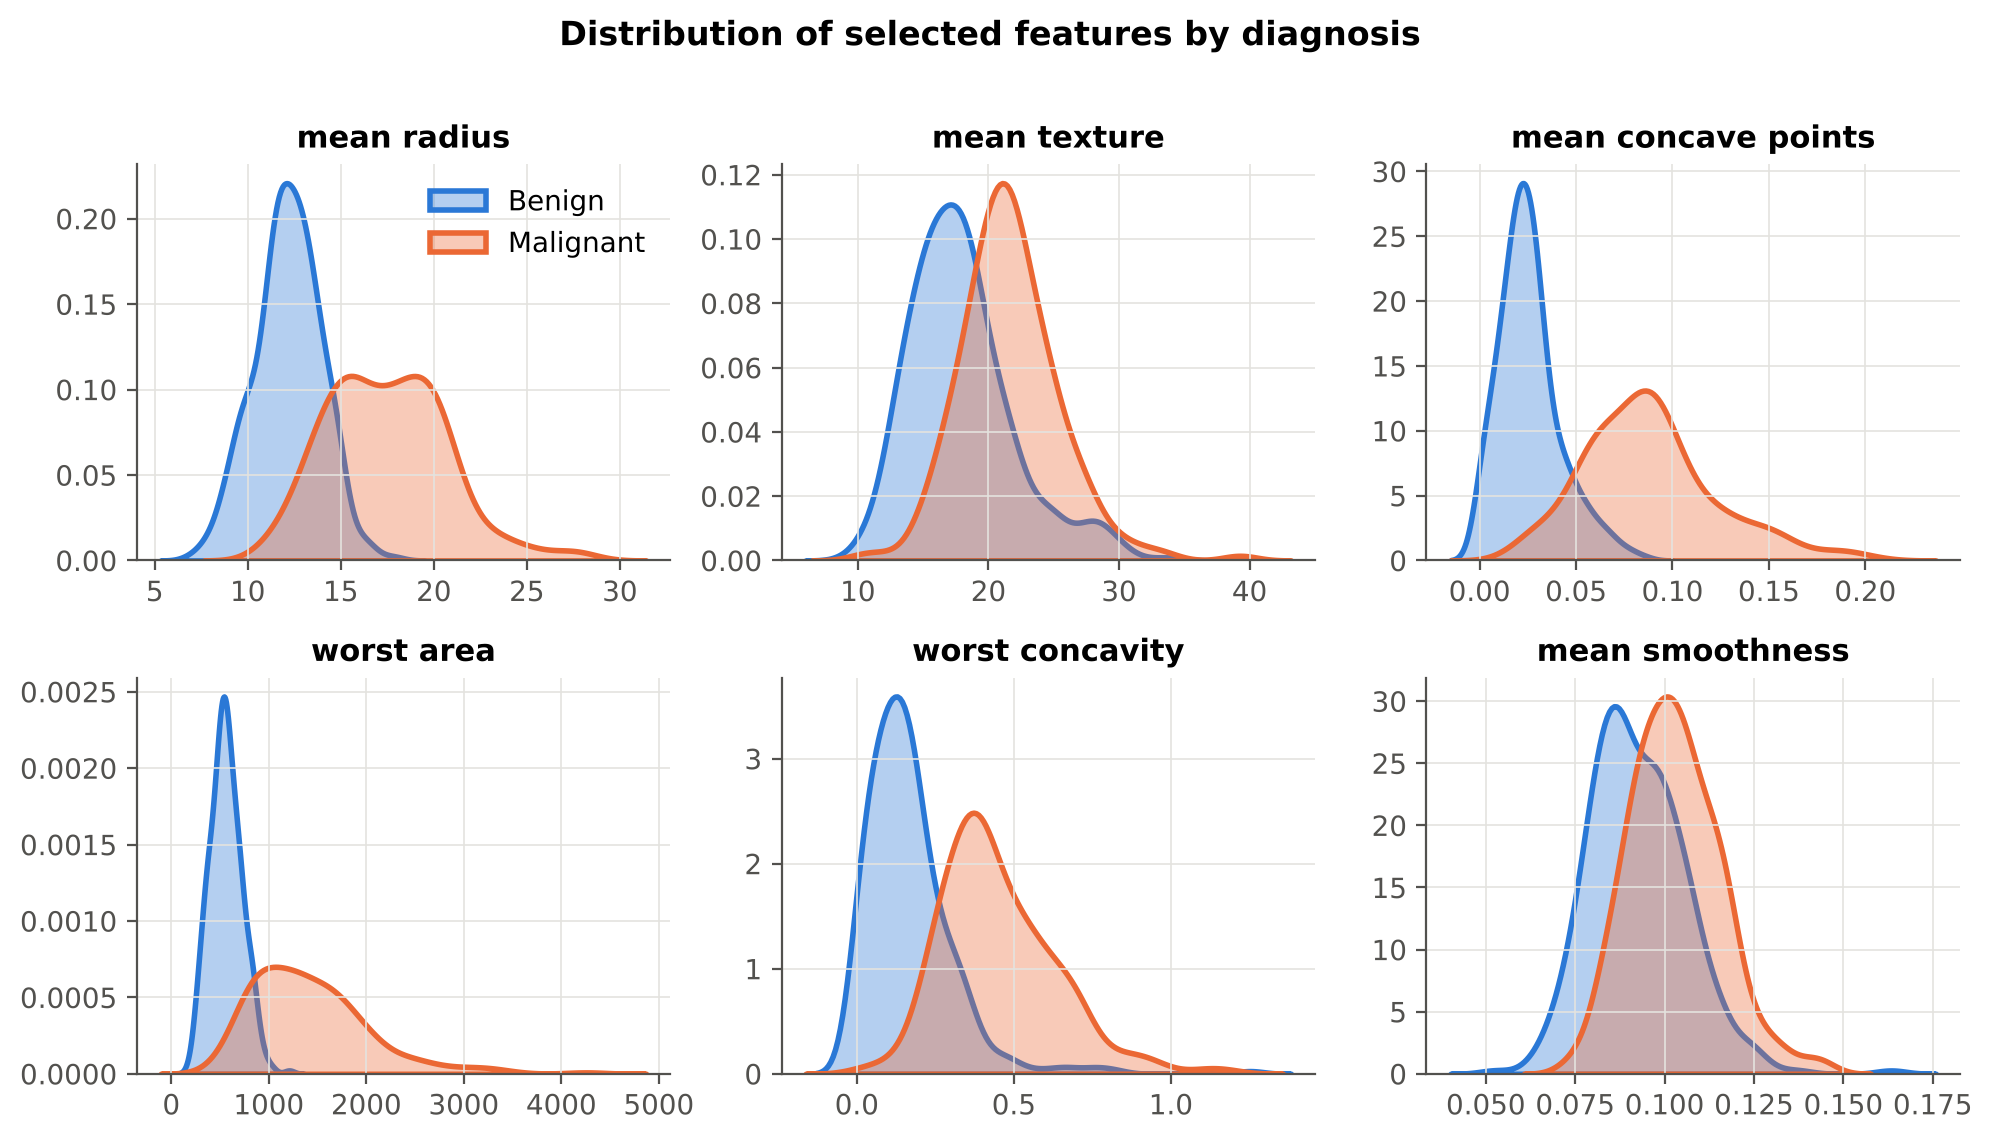 Distribution of selected features by diagnosis
mean radius
0.20
0.15
0.10
0.05
0.00
5 10 15 20 25 30
Benign
Malignant
mean texture
0.12
0.10
0.08
0.06
0.04
0.02
0.00
10 20 30 40
mean concave points
30
25
20
15
10
5
0
0.00 0.05 0.10 0.15 0.20
worst area
0.0025
0.0020
0.0015
0.0010
0.0005
0.0000
0 1000 2000 3000 4000 5000
worst concavity
3
2
1
0
0.0 0.5 1.0
mean smoothness
30
25
20
15
10
5
0
0.050 0.075 0.100 0.125 0.150 0.175